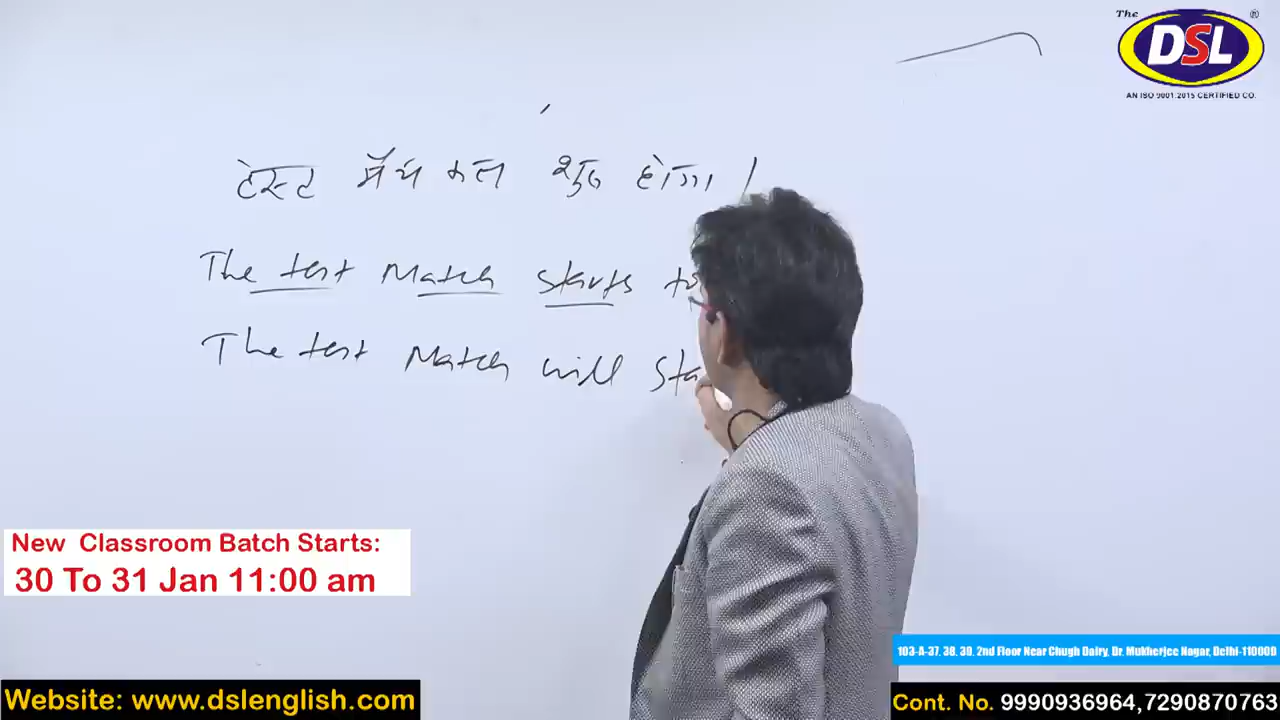 The
DSL
®
AN ISO 9001:2015 CERTIFIED CO.
टेस्ट मैच कल शुरू होगा।
The test Match starts to
The test Match will sta
New Classroom Batch Starts:
30 To 31 Jan 11:00 am
103-A-37, 38, 39, 2nd Floor Near Chugh Dairy, Dr. Mukherjee Nagar, Delhi-110009
Website: www.dslenglish.com
Cont. No. 9990936964,7290870763